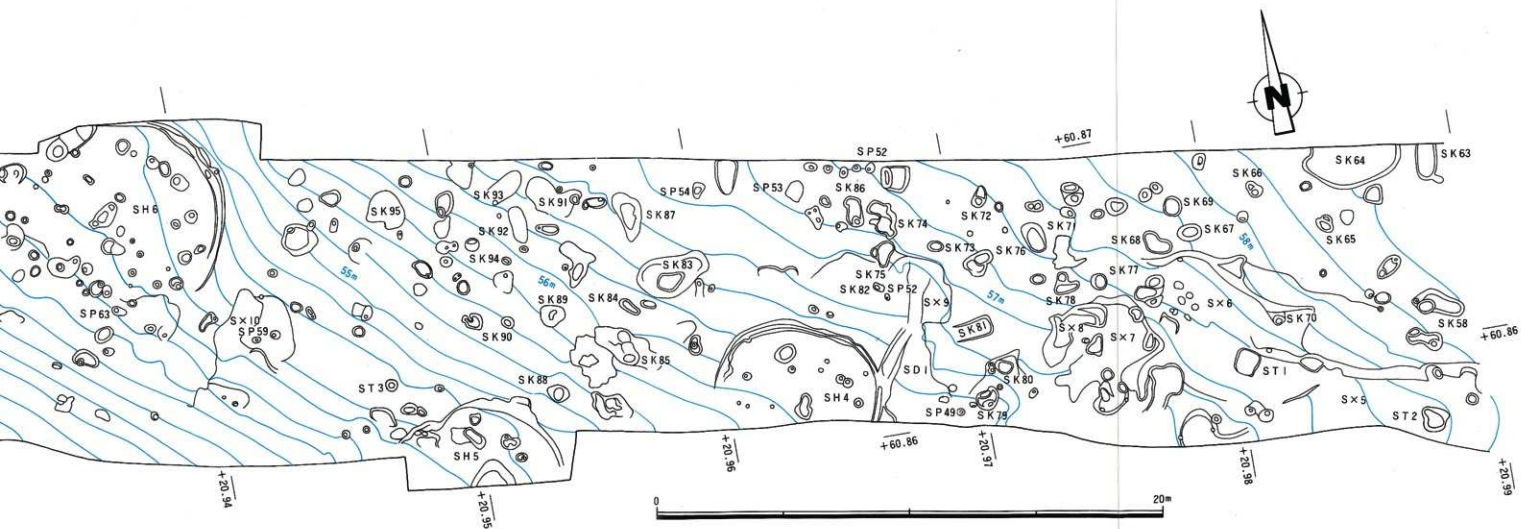 N
+60.87
SP52
SK64
SK63
SK66
SP54
SP53
SK86
SK93
SK91
SK95
SK87
SK74
SK72
SK69
SK71
SK67
SK68
SK65
58m
SH6
SK92
SK94
SK83
SK73
SK76
SK75
SK77
55m
56m
57m
SK82
SP52
SX9
SK78
SX6
SK89
SK84
SP63
SX10
SP59
SK70
SK58
SK90
SK81
SX8
SX7
+60.86
SK85
SD1
SK80
ST1
ST3
SK88
SH4
SP49
SK79
SX5
ST2
SH5
+60.86
+20.94
+20.95
+20.96
+20.97
+20.98
+20.99
0
20m